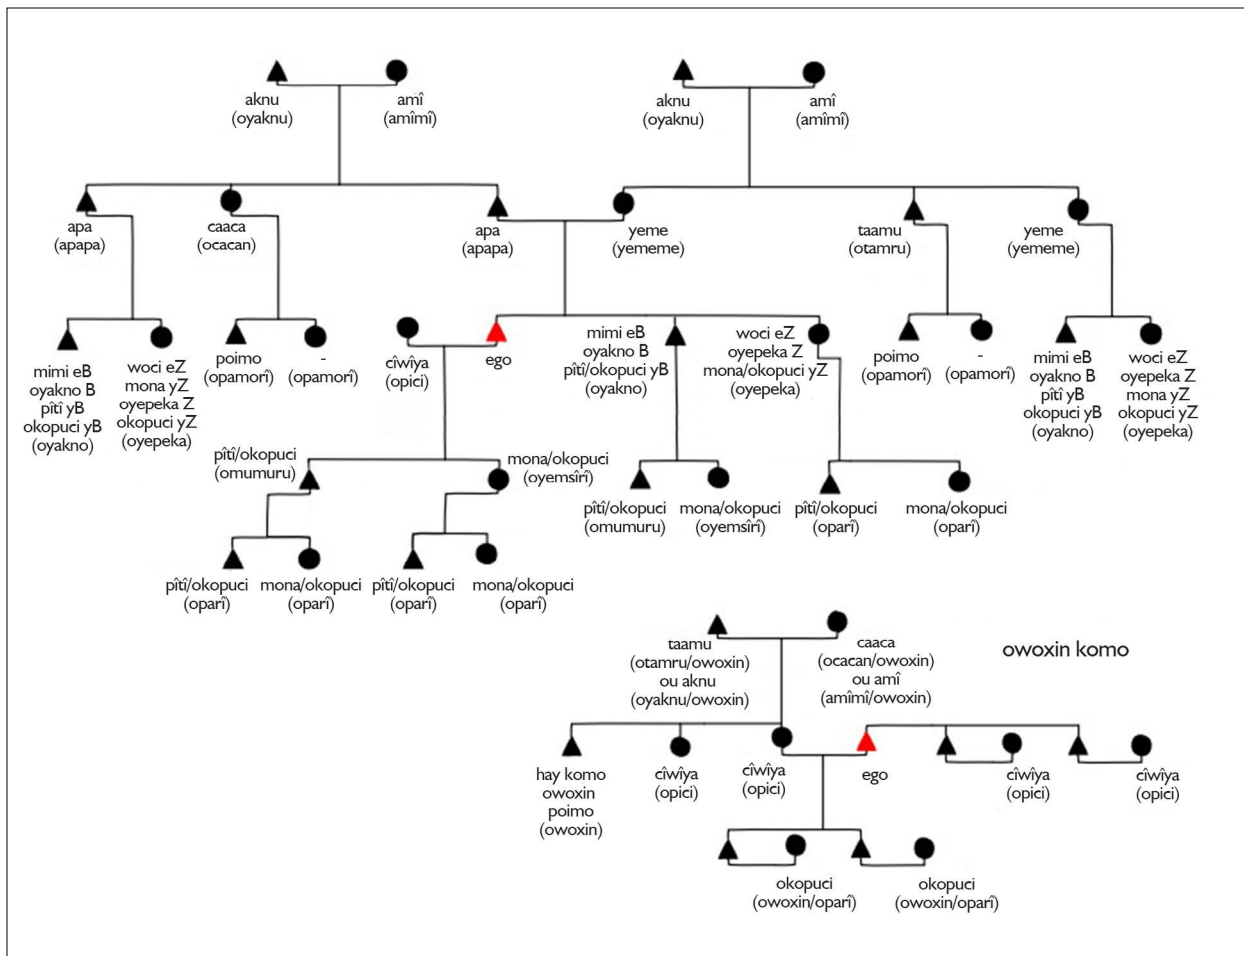 aknu
(oyaknu)
amî
(amîmî)
aknu
(oyaknu)
amî
(amîmî)
apa
(apapa)
caaca
(ocacan)
apa
(apapa)
yeme
(yememe)
taamu
(otamru)
yeme
(yememe)
mimi eB
oyakno B
pîtî yB
okopuci yB
(oyakno)
woci eZ
mona yZ
oyepeka Z
okopuci yZ
(oyepeka)
poimo
(opamorî)
-
(opamorî)
cîwîya
(opici)
ego
mimi eB
oyakno B
pîtî/okopuci yB
(oyakno)
woci eZ
oyepeka Z
mona/okopuci yZ
(oyepeka)
poimo
(opamorî)
-
(opamorî)
mimi eB
oyakno B
pîtî yB
okopuci yB
(oyakno)
woci eZ
oyepeka Z
mona yZ
okopuci yZ
(oyepeka)
pîtî/okopuci
(omumuru)
mona/okopuci
(oyemsîrî)
pîtî/okopuci
(omumuru)
mona/okopuci
(oyemsîrî)
pîtî/okopuci
(oparî)
mona/okopuci
(oparî)
pîtî/okopuci
(oparî)
mona/okopuci
(oparî)
pîtî/okopuci
(oparî)
mona/okopuci
(oparî)
owoxin komo
taamu
(otamru/owoxin)
ou aknu
(oyaknu/owoxin)
caaca
(ocacan/owoxin)
ou amî
(amîmî/owoxin)
hay komo
owoxin
poimo
(owoxin)
cîwîya
(opici)
cîwîya
(opici)
ego
cîwîya
(opici)
cîwîya
(opici)
okopuci
(owoxin/oparî)
okopuci
(owoxin/oparî)